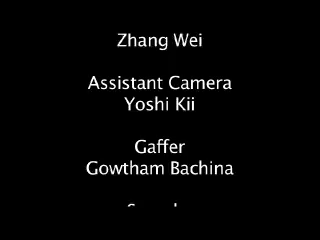 Zhang Wei
Assistant Camera
Yoshi Kii
Gaffer
Gowtham Bachina